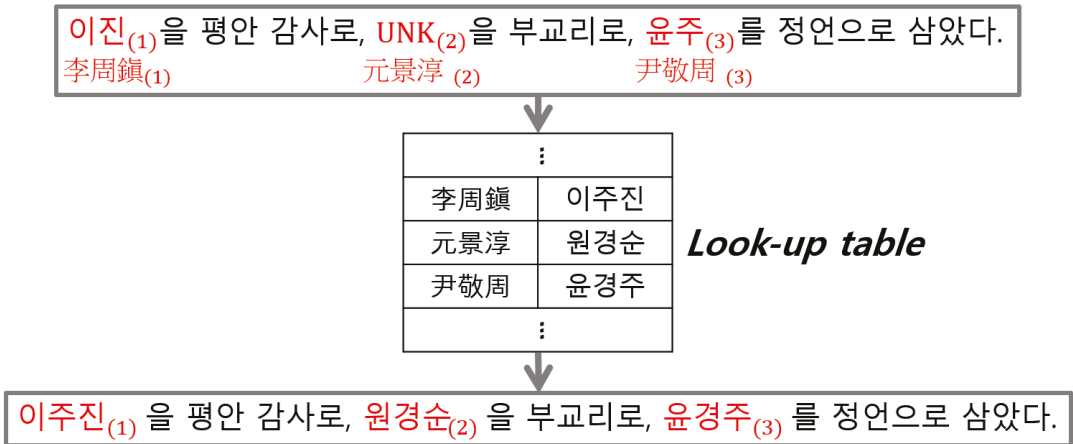 이진(1)을 평안 감사로, UNK(2)을 부교리로, 윤주(3)를 정언으로 삼았다.
李周鎭(1) 元景淳 (2) 尹敬周 (3)
⋮
李周鎭 이주진
元景淳 원경순
尹敬周 윤경주
⋮
Look-up table
이주진(1) 을 평안 감사로, 원경순(2) 을 부교리로, 윤경주(3) 를 정언으로 삼았다.